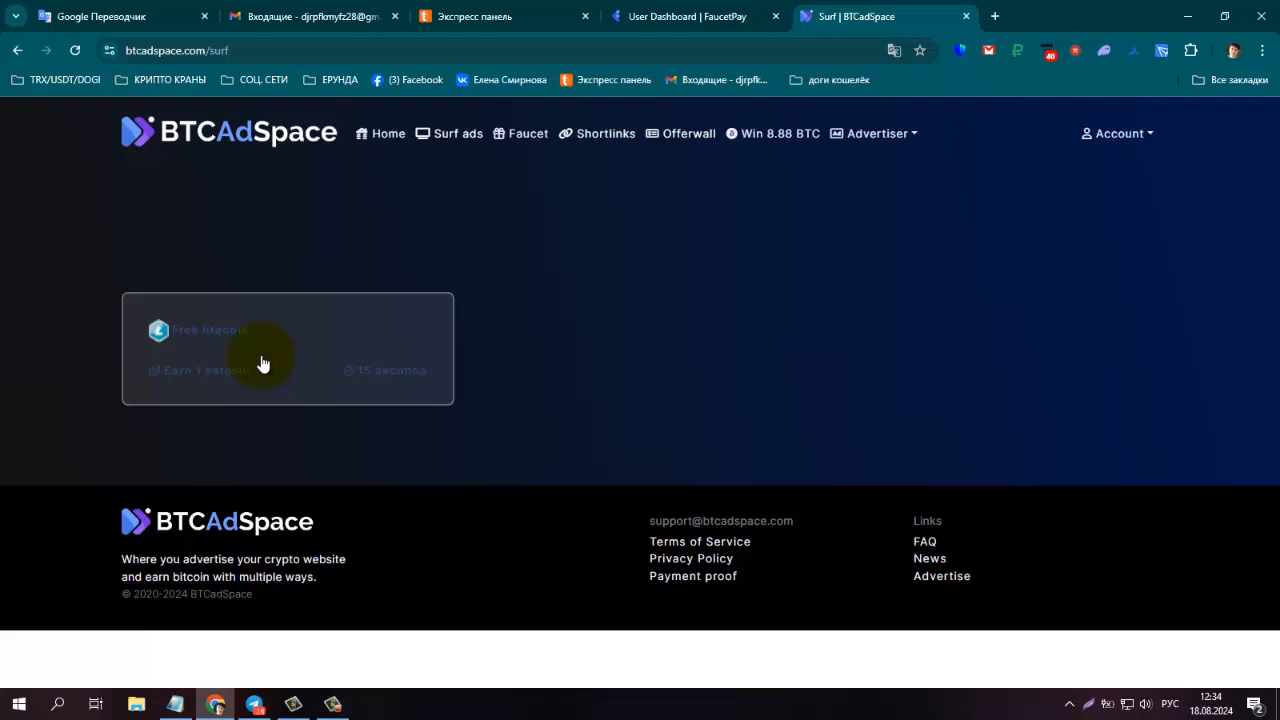 Google Переводчик
Входящие - djrpfkmyfz28@gm
Экспресс панель
User Dashboard | FaucetPay
Surf | BTCadSpace
btcadspace.com/surf
40
TRX/USDT/DOGI
КРИПТО КРАНЫ
СОЦ. СЕТИ
ЕРУНДА
(3) Facebook
Елена Смирнова
Экспресс панель
Входящие - djrpfk...
доги кошелёк
Все закладки
BTCAdSpace
Home
Surf ads
Faucet
Shortlinks
Offerwall
Win 8.88 BTC
Advertiser
Account
Free litecoin
Earn 1 satoshi
15 seconds
BTCAdSpace
Where you advertise your crypto website
and earn bitcoin with multiple ways.
© 2020-2024 BTCadSpace
support@btcadspace.com
Terms of Service
Privacy Policy
Payment proof
Links
FAQ
News
Advertise
16
РУС
12:34
18.08.2024
2